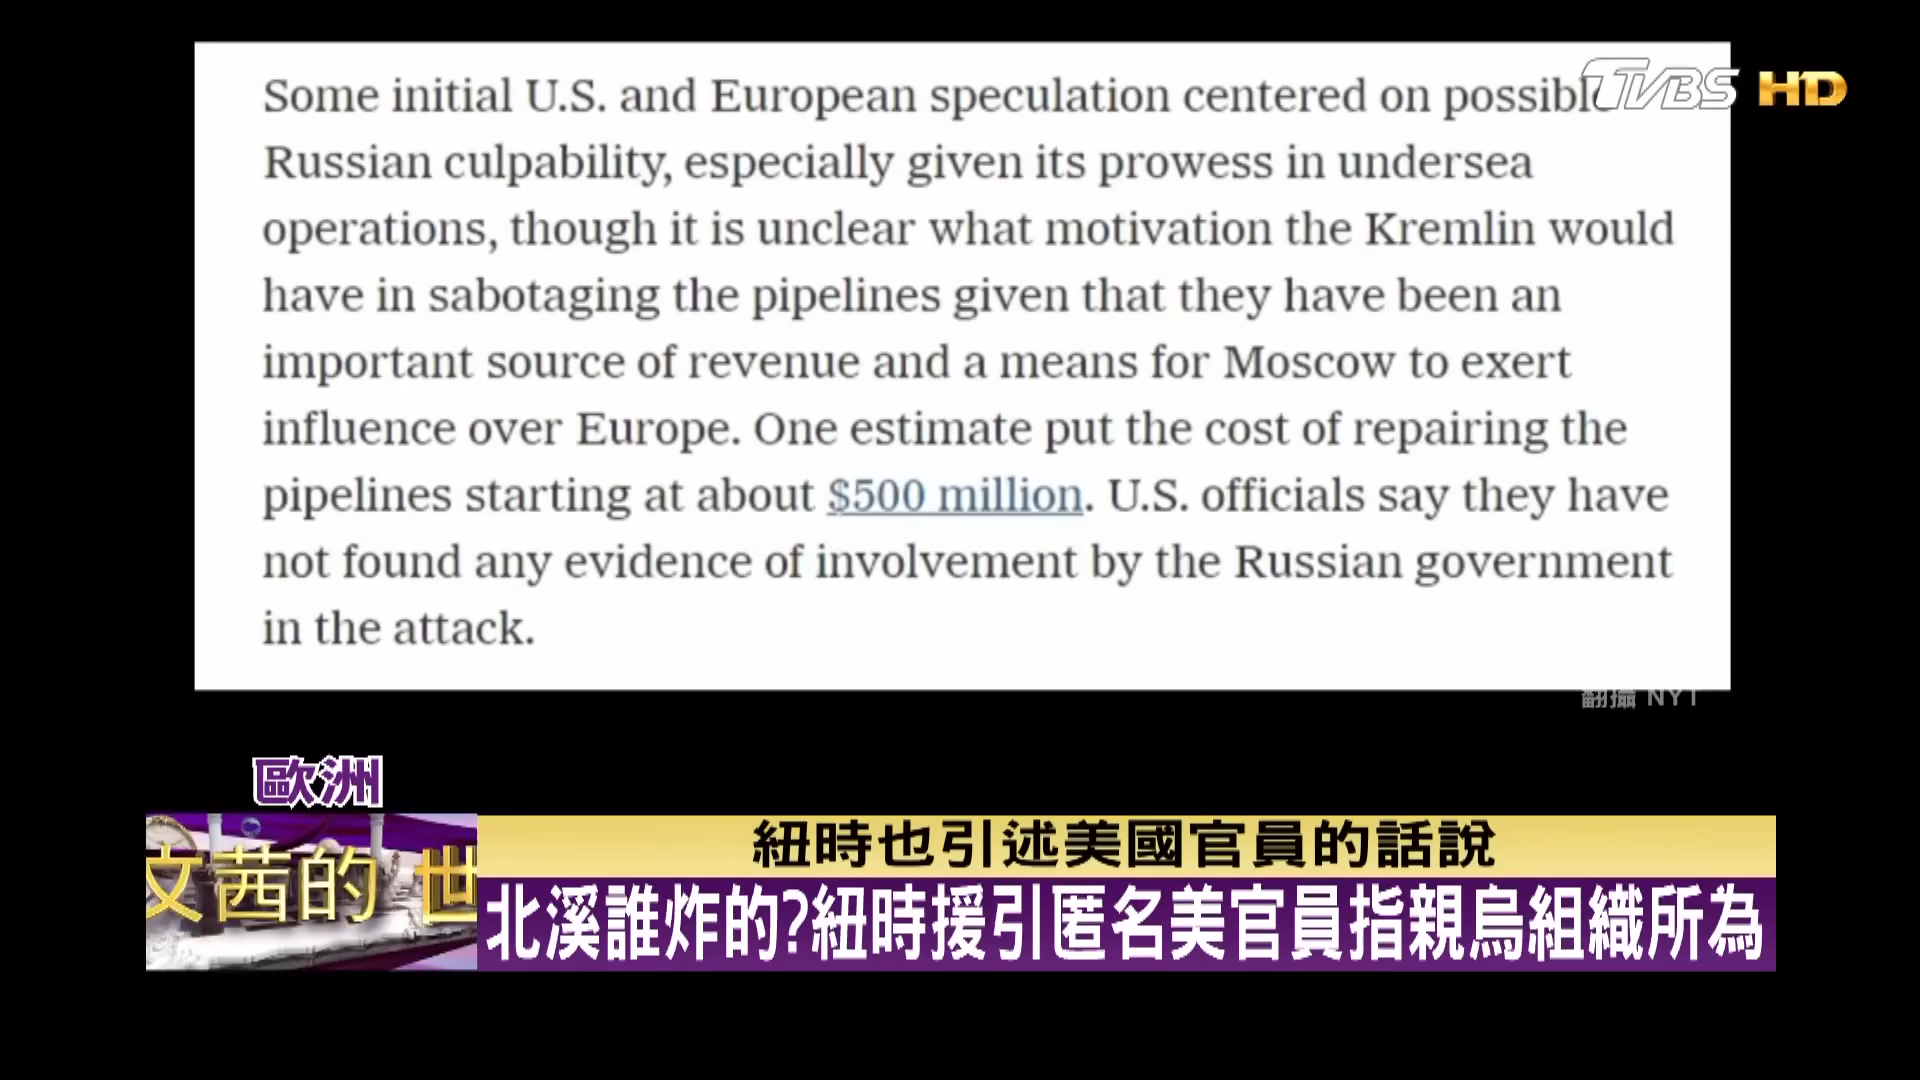 Some initial U.S. and European speculation centered on possible
TVBS HD
Russian culpability, especially given its prowess in undersea
operations, though it is unclear what motivation the Kremlin would
have in sabotaging the pipelines given that they have been an
important source of revenue and a means for Moscow to exert
influence over Europe. One estimate put the cost of repairing the
pipelines starting at about $500 million. U.S. officials say they have
not found any evidence of involvement by the Russian government
in the attack.
翻攝 NYT
歐洲
文茜的 世
紐時也引述美國官員的話說
北溪誰炸的?紐時援引匿名美官員指親烏組織所為